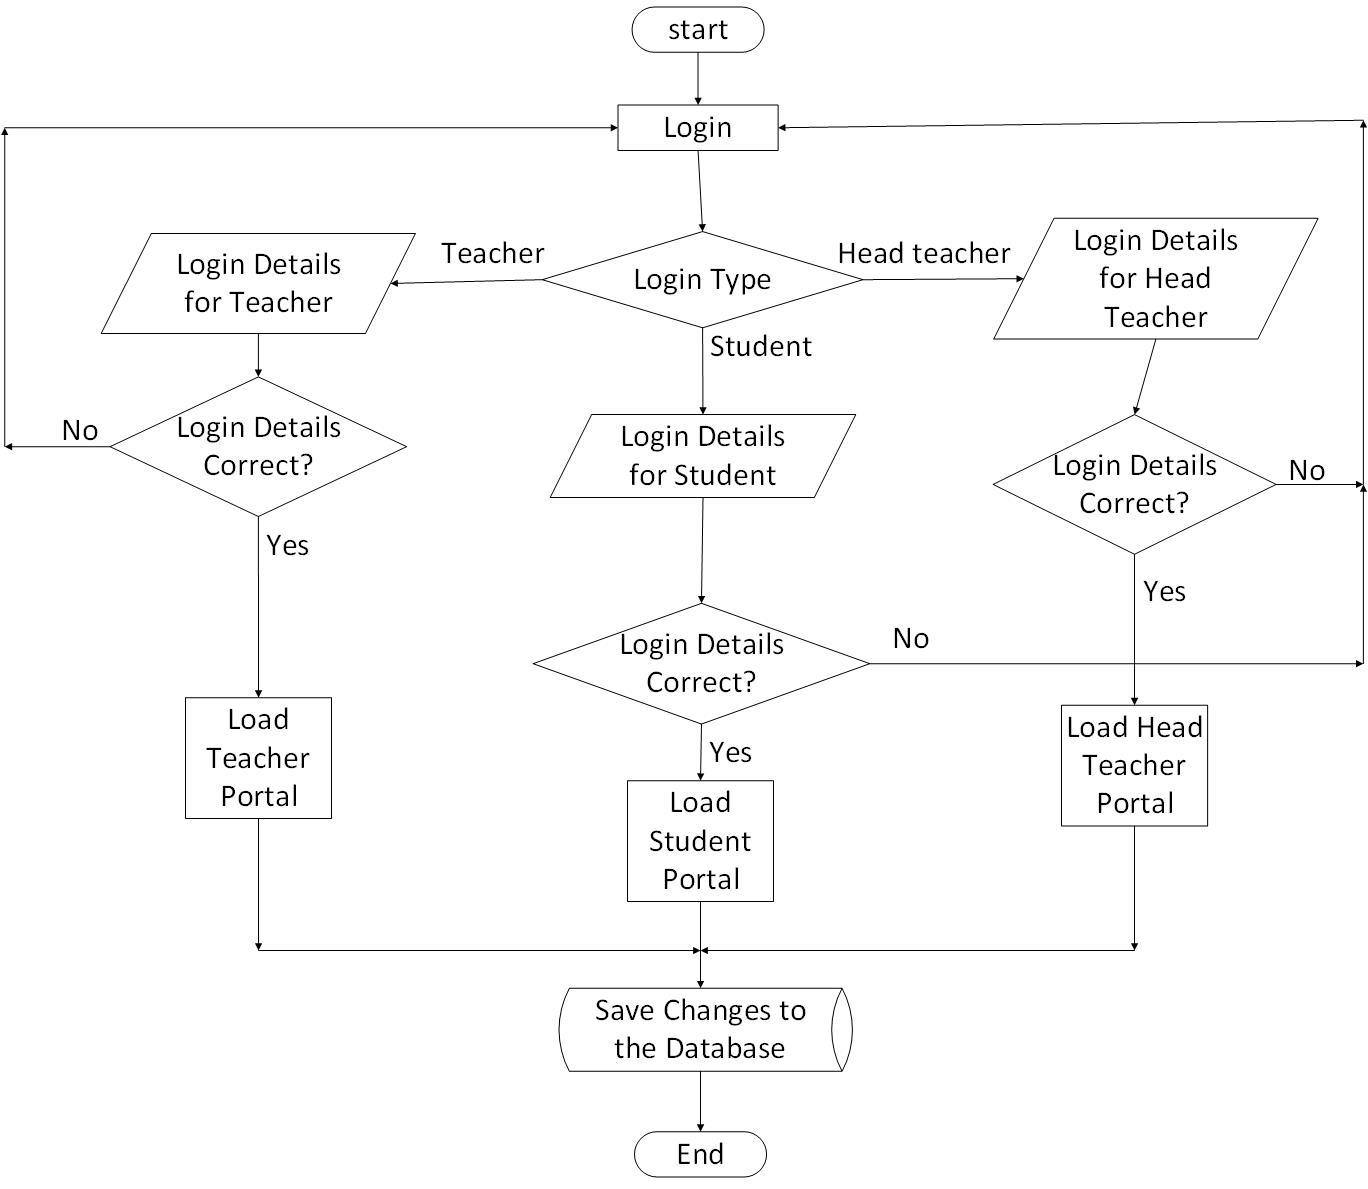 start
Login
Teacher
Login Type
Head teacher
Student
Login Details
for Teacher
Login Details
for Head
Teacher
Login Details
Correct?
No
Yes
Login Details
for Student
Login Details
Correct?
No
Yes
Login Details
Correct?
No
Yes
Load
Teacher
Portal
Load
Student
Portal
Load Head
Teacher
Portal
Save Changes to
the Database
End